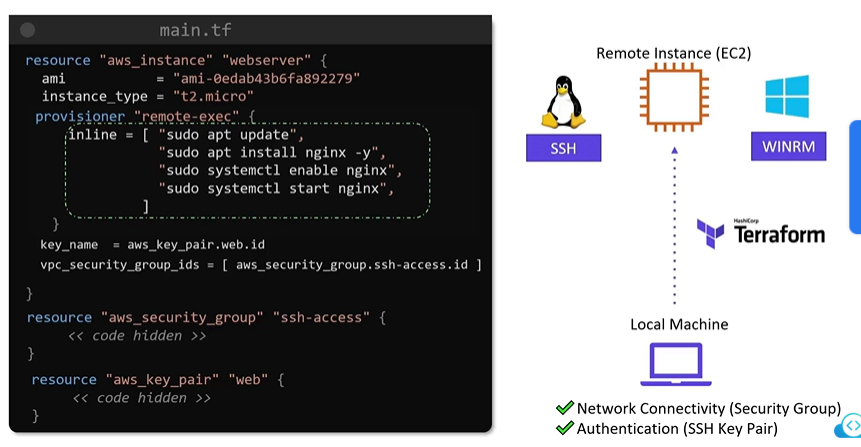 main.tf
resource "aws_instance" "webserver" {
ami = "ami-0edab43b6fa892279"
instance_type = "t2.micro"
provisioner "remote-exec" {
inline = [ "sudo apt update",
"sudo apt install nginx -y",
"sudo systemctl enable nginx",
"sudo systemctl start nginx",
]
}
key_name = aws_key_pair.web.id
vpc_security_group_ids = [ aws_security_group.ssh-access.id ]
}
resource "aws_security_group" "ssh-access" {
<< code hidden >>
}
resource "aws_key_pair" "web" {
<< code hidden >>
}
Remote Instance (EC2)
SSH
WINRM
HashiCorp
Terraform
Local Machine
Network Connectivity (Security Group)
Authentication (SSH Key Pair)